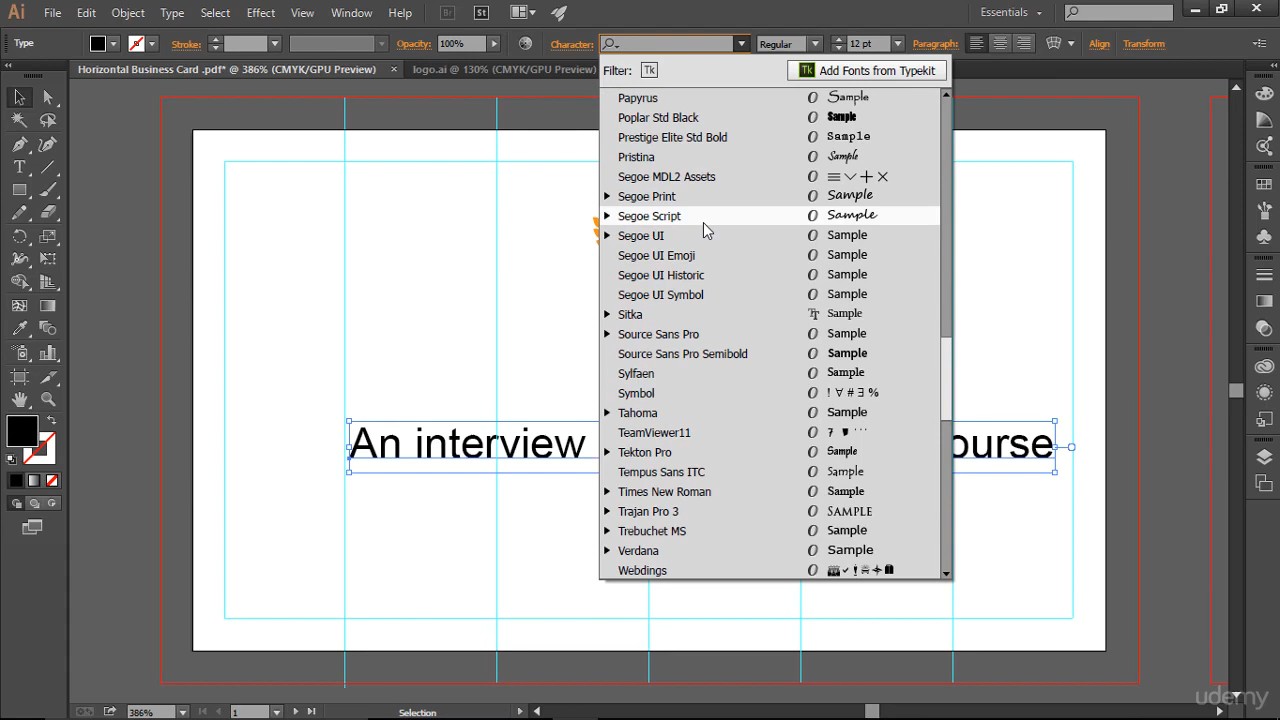 Ai File Edit Object Type Select Effect View Window Help Br St Essentials
Type Stroke: Opacity: 100% Character: Regular 12 pt Paragraph: Align Transform
Horizontal Business Card .pdf* @ 386% (CMYK/GPU Preview) × logo.ai @ 130% (CMYK/GPU Preview)
Filter: Tk Tk Add Fonts from Typekit
Papyrus O Sample
Poplar Std Black O Sample
Prestige Elite Std Bold O Sample
Pristina O Sample
Segoe MDL2 Assets O
Segoe Print O Sample
Segoe Script O Sample
Segoe UI O Sample
Segoe UI Emoji O Sample
Segoe UI Historic O Sample
Segoe UI Symbol O Sample
Sitka Tt Sample
Source Sans Pro O Sample
Source Sans Pro Semibold O Sample
Sylfaen O Sample
Symbol O ! ∀ # ∃ %
Tahoma O Sample
TeamViewer11 O
Tekton Pro O Sample
Tempus Sans ITC O Sample
Times New Roman O Sample
Trajan Pro 3 O SAMPLE
Trebuchet MS O Sample
Verdana O Sample
Webdings O
An interview ourse
386% 1 Selection
udemy